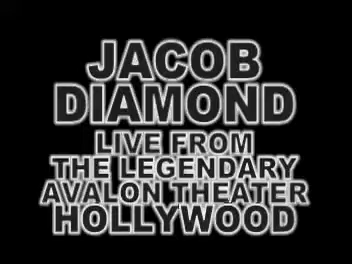 JACOB
DIAMOND
LIVE FROM
THE LEGENDARY
AVALON THEATER
HOLLYWOOD